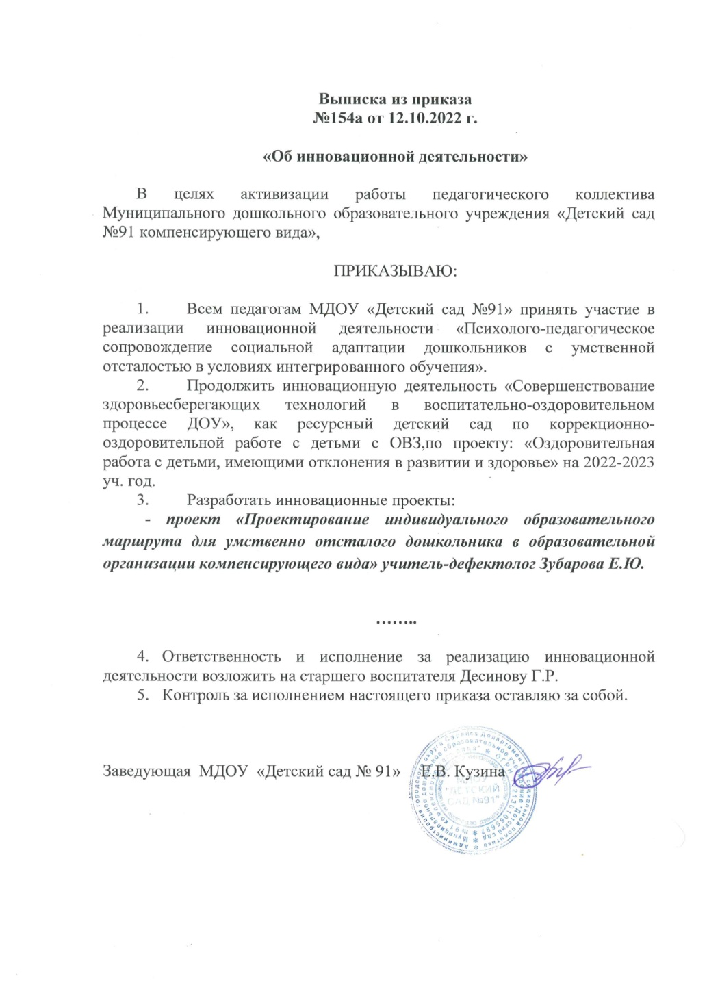 Выписка из приказа
№154а от 12.10.2022 г.
«Об инновационной деятельности»
В целях активизации работы педагогического коллектива
Муниципального дошкольного образовательного учреждения «Детский сад
№91 компенсирующего вида»,
ПРИКАЗЫВАЮ:
1. Всем педагогам МДОУ «Детский сад №91» принять участие в
реализации инновационной деятельности «Психолого-педагогическое
сопровождение социальной адаптации дошкольников с умственной
отсталостью в условиях интегрированного обучения».
2. Продолжить инновационную деятельность «Совершенствование
здоровьесберегающих технологий в воспитательно-оздоровительном
процессе ДОУ», как ресурсный детский сад по коррекционно-
оздоровительной работе с детьми с ОВЗ,по проекту: «Оздоровительная
работа с детьми, имеющими отклонения в развитии и здоровье» на 2022-2023
уч. год.
3. Разработать инновационные проекты:
- проект «Проектирование индивидуального образовательного
маршрута для умственно отсталого дошкольника в образовательной
организации компенсирующего вида» учитель-дефектолог Зубарова Е.Ю.
……..
4. Ответственность и исполнение за реализацию инновационной
деятельности возложить на старшего воспитателя Десинову Г.Р.
5. Контроль за исполнением настоящего приказа оставляю за собой.
Заведующая МДОУ «Детский сад № 91» Е.В. Кузина
МДОУ
"ДЕТСКИЙ
САД №91"